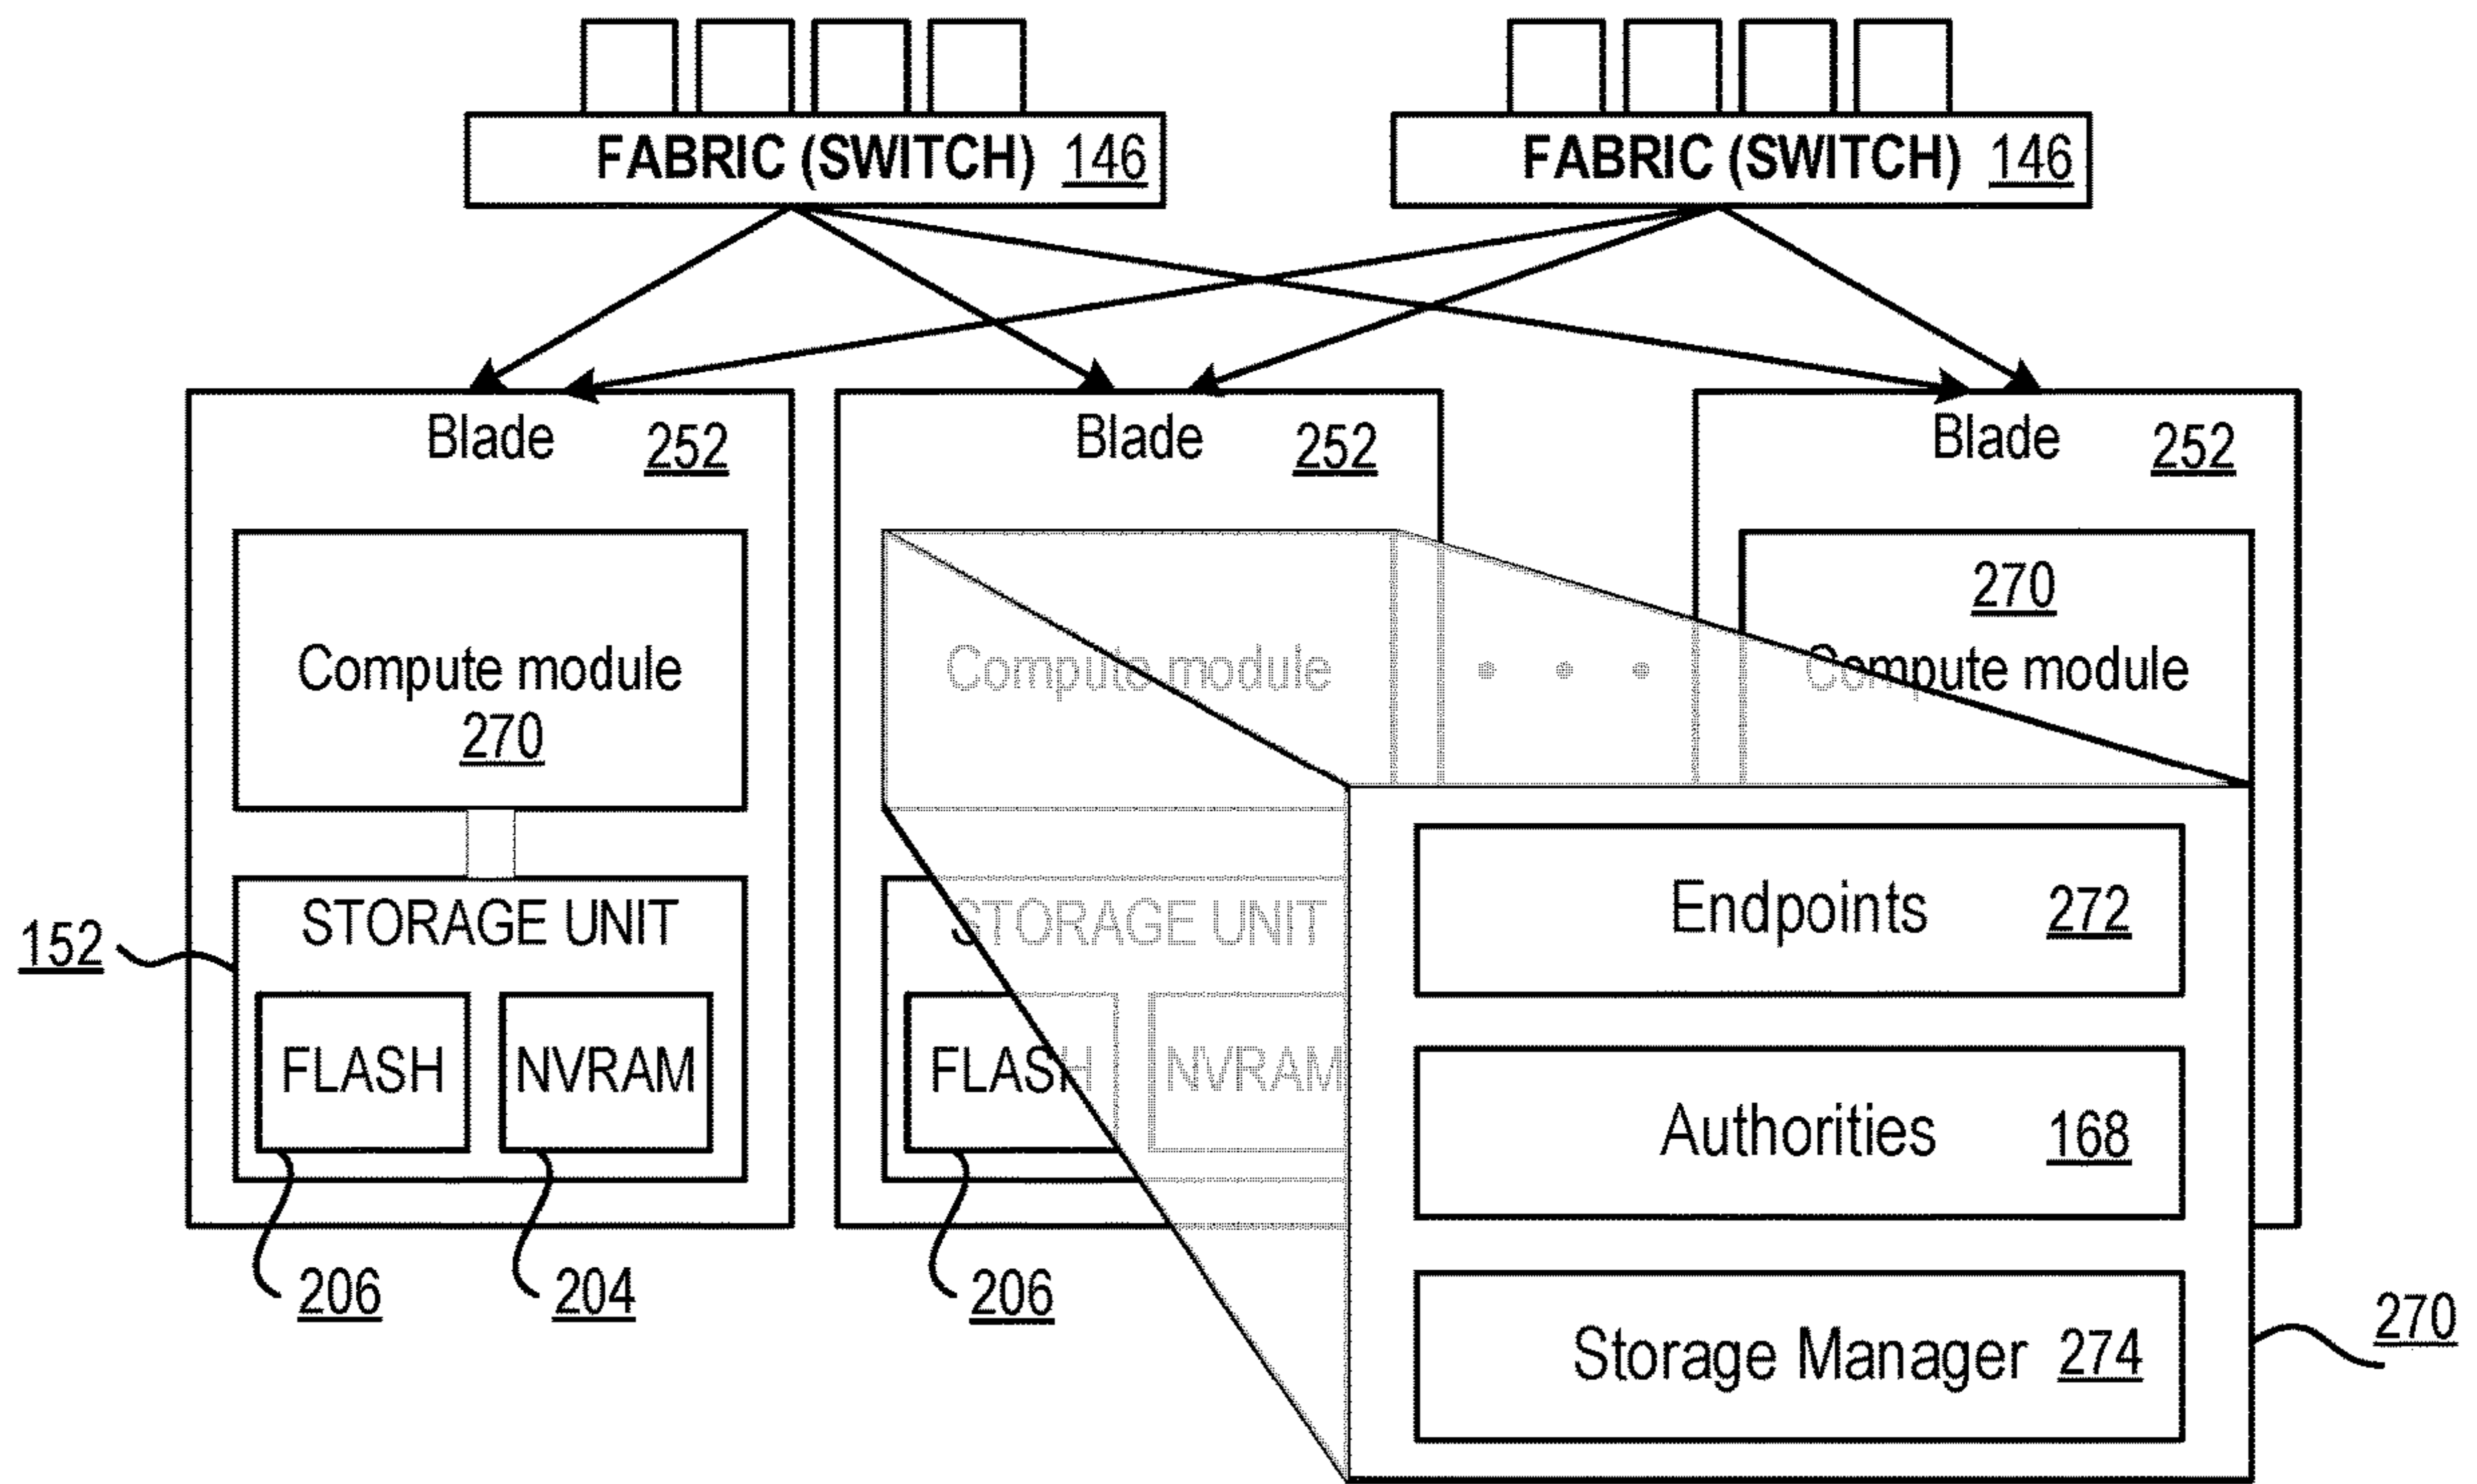 FABRIC (SWITCH) 146
FABRIC (SWITCH) 146
Blade 252
Blade 252
Blade 252
Compute module
270
Compute module
270
Compute module
152
STORAGE UNIT
FLASH
NVRAM
206
204
STORAGE UNIT
FLASH
NVRAM
206
Endpoints 272
Authorities 168
Storage Manager 274
270